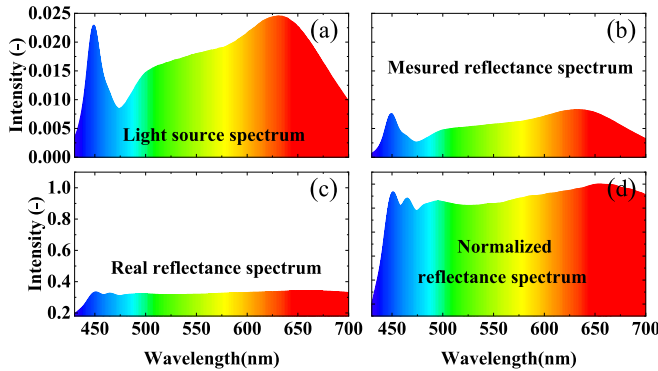 0.025
0.020
0.015
0.010
0.005
0.000
Intensity (-)
(a)
Light source spectrum
(b)
Mesured reflectance spectrum
1.0
0.8
0.6
0.4
0.2
Intensity (-)
(c)
Real reflectance spectrum
(d)
Normalized
reflectance spectrum
450 500 550 600 650 700
450 500 550 600 650 700
Wavelength(nm)
Wavelength(nm)